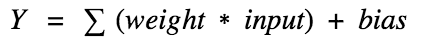 Y = ∑ (weight * input) + bias